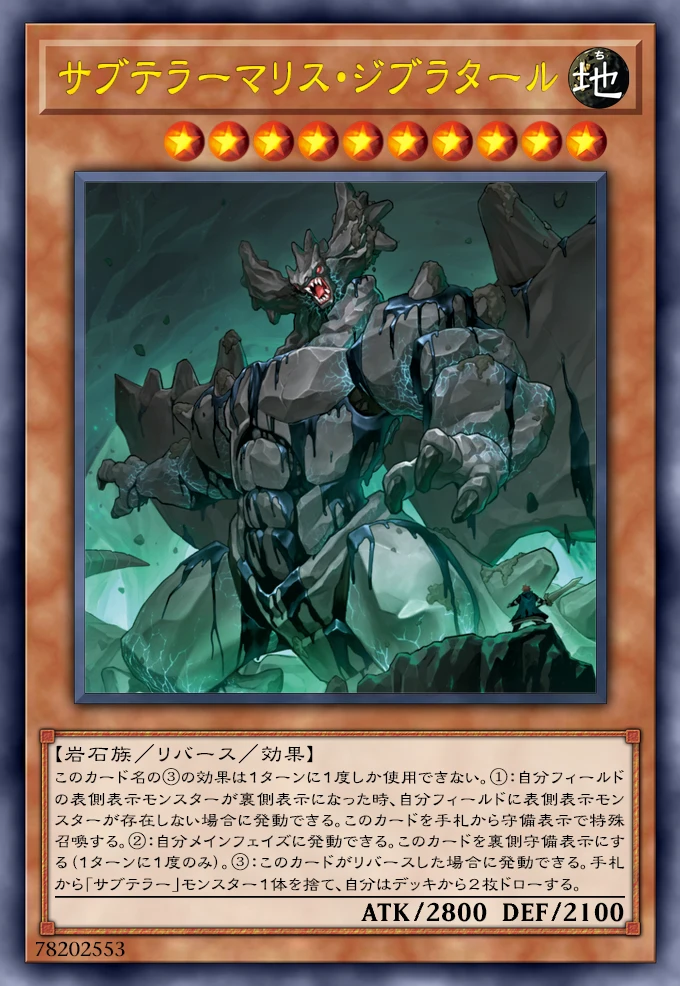 サブテラーマリス・ジブラタール
ち
地
【岩石族／リバース／効果】
このカード名の③の効果は1ターンに1度しか使用できない。①：自分フィールド
の表側表示モンスターが裏側表示になった時、自分フィールドに表側表示モン
スターが存在しない場合に発動できる。このカードを手札から守備表示で特殊
召喚する。②：自分メインフェイズに発動できる。このカードを裏側守備表示にす
る（1ターンに1度のみ）。③：このカードがリバースした場合に発動できる。手札
から「サブテラー」モンスター1体を捨て、自分はデッキから2枚ドローする。
ATK/2800 DEF/2100
78202553